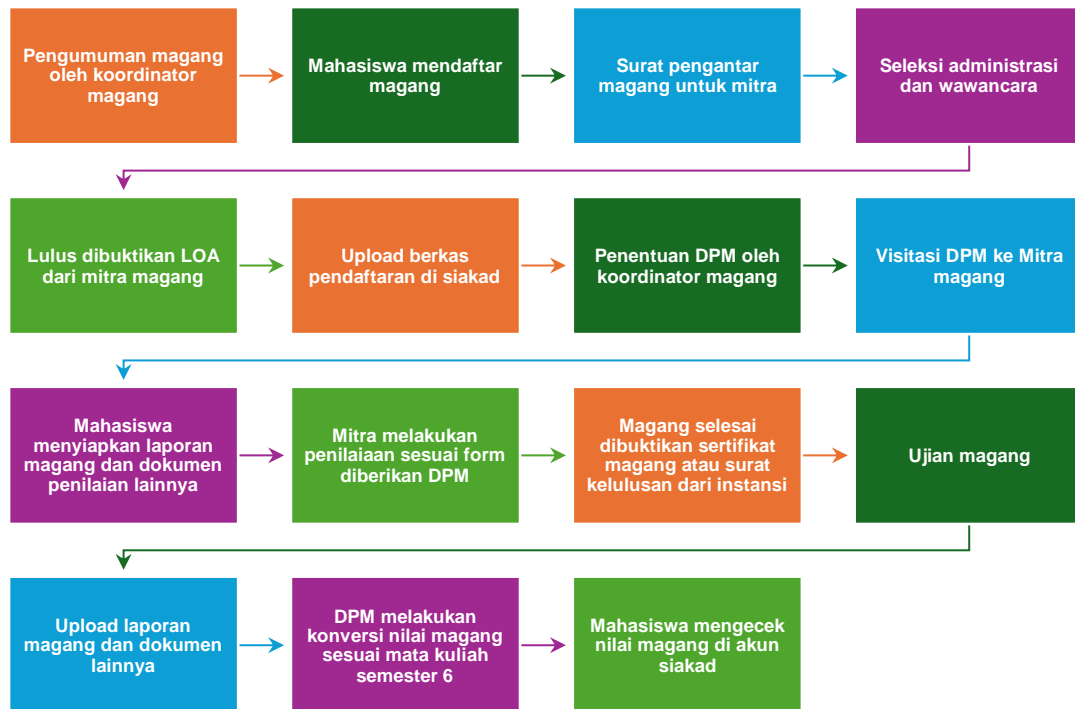 Pengumuman magang
oleh koordinator
magang
Mahasiswa mendaftar
magang
Surat pengantar
magang untuk mitra
Seleksi administrasi
dan wawancara
Lulus dibuktikan LOA
dari mitra magang
Upload berkas
pendaftaran di siakad
Penentuan DPM oleh
koordinator magang
Visitasi DPM ke Mitra
magang
Mahasiswa
menyiapkan laporan
magang dan dokumen
penilaian lainnya
Mitra melakukan
penilaiaan sesuai form
diberikan DPM
Magang selesai
dibuktikan sertifikat
magang atau surat
kelulusan dari instansi
Ujian magang
Upload laporan
magang dan dokumen
lainnya
DPM melakukan
konversi nilai magang
sesuai mata kuliah
semester 6
Mahasiswa mengecek
nilai magang di akun
siakad